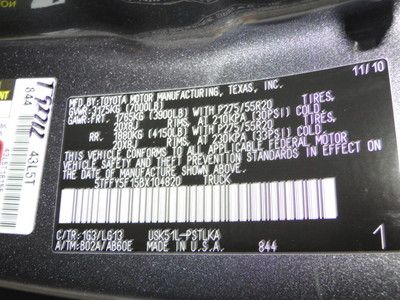 11/10
MFD. BY: TOYOTA MOTOR MANUFACTURING, TEXAS, INC.
GVWR: 3175KG (7000LB)
GAWR: FRT. 1765KG (3900LB) WITH P275/55R20 TIRES,
20X8J RIMS, AT 210KPA (30PSI) COLD
RR. 1880KG (4150LB) WITH P275/55R20 TIRES,
20X8J RIMS, AT 230KPA (33PSI) COLD
THIS VEHICLE CONFORMS TO ALL APPLICABLE FEDERAL MOTOR
VEHICLE SAFETY AND THEFT PREVENTION STANDARDS IN EFFECT ON
THE DATE OF MANUFACTURE SHOWN ABOVE.
TRUCK
C/TR: 1G3/LG13 USK51L-PSTLKA
A/TM: B02A/AB60E MADE IN U.S.A. 844
1
844
43L5T